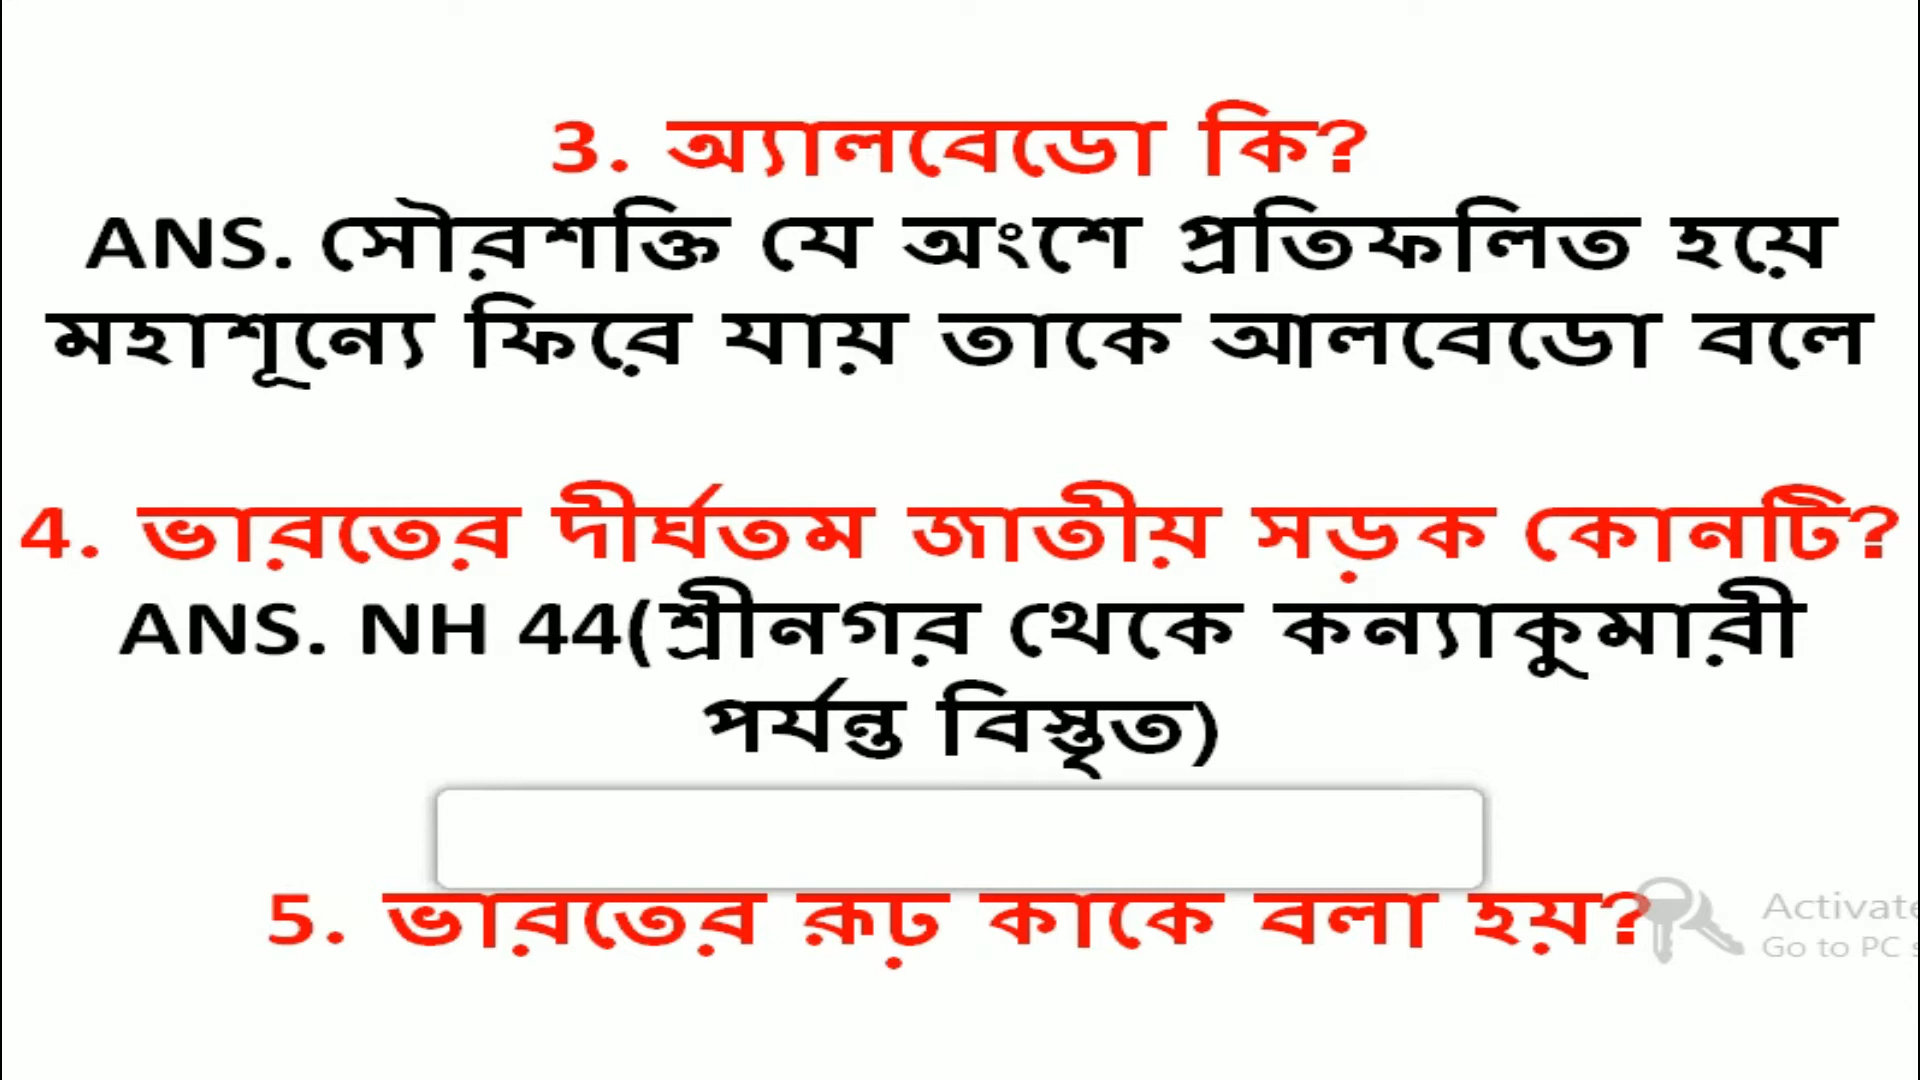 3. অ্যালবেডো কি?
ANS. সৌরশক্তি যে অংশে প্রতিফলিত হয়ে
মহাশূন্যে ফিরে যায় তাকে আলবেডো বলে
4. ভারতের দীর্ঘতম জাতীয় সড়ক কোনটি?
ANS. NH 44(শ্রীনগর থেকে কন্যাকুমারী
পর্যন্ত বিস্তৃত)
5. ভারতের রূঢ় কাকে বলা হয়?
Activate
Go to PC s